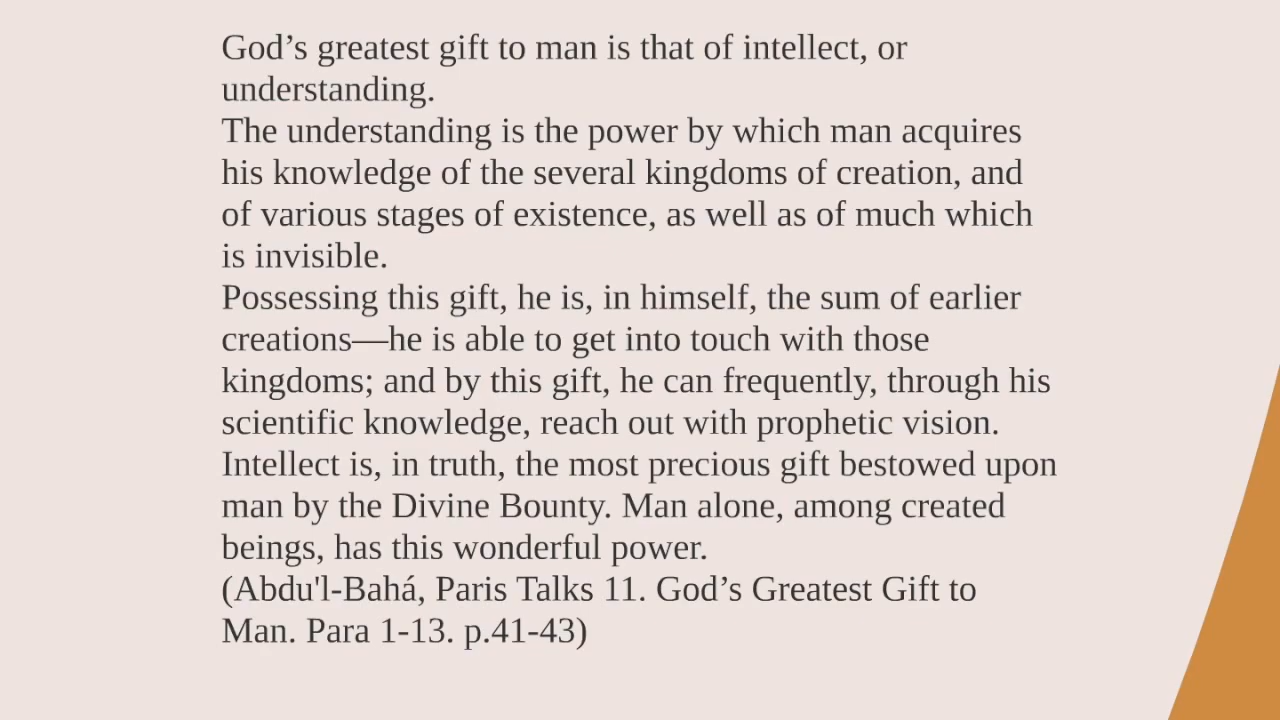 God’s greatest gift to man is that of intellect, or
understanding.
The understanding is the power by which man acquires
his knowledge of the several kingdoms of creation, and
of various stages of existence, as well as of much which
is invisible.
Possessing this gift, he is, in himself, the sum of earlier
creations—he is able to get into touch with those
kingdoms; and by this gift, he can frequently, through his
scientific knowledge, reach out with prophetic vision.
Intellect is, in truth, the most precious gift bestowed upon
man by the Divine Bounty. Man alone, among created
beings, has this wonderful power.
(Abdu'l-Bahá, Paris Talks 11. God’s Greatest Gift to
Man. Para 1-13. p.41-43)